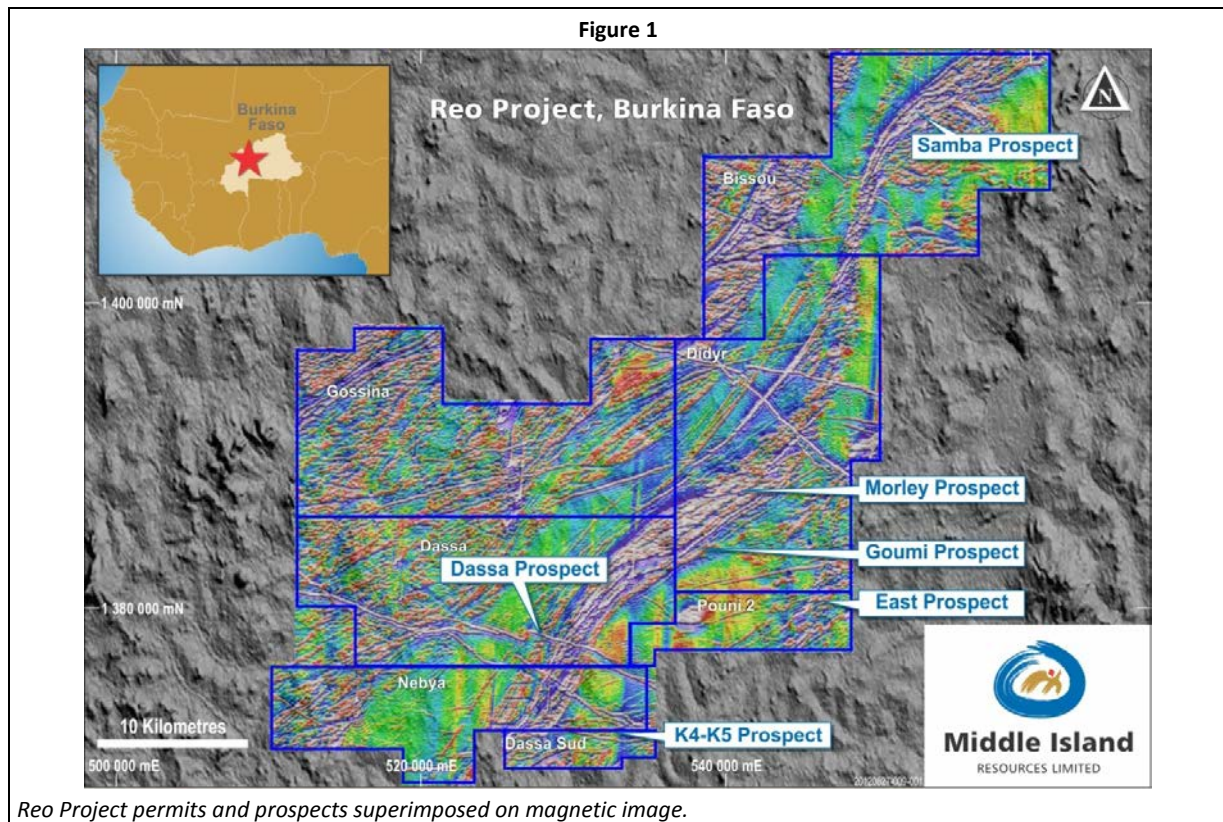 Figure 1
Burkina
Faso
Reo Project, Burkina Faso
N
Samba Prospect
Bissou
1 400 000 mN
Didyr
Gossina
Morley Prospect
Dassa
Goumi Prospect
Dassa Prospect
1 380 000 mN
Pouni 2
East Prospect
Nebya
10 Kilometres
K4-K5 Prospect
Dassa Sud
Middle Island
RESOURCES LIMITED
500 000 mE
520 000 mE
540 000 mE
Reo Project permits and prospects superimposed on magnetic image.